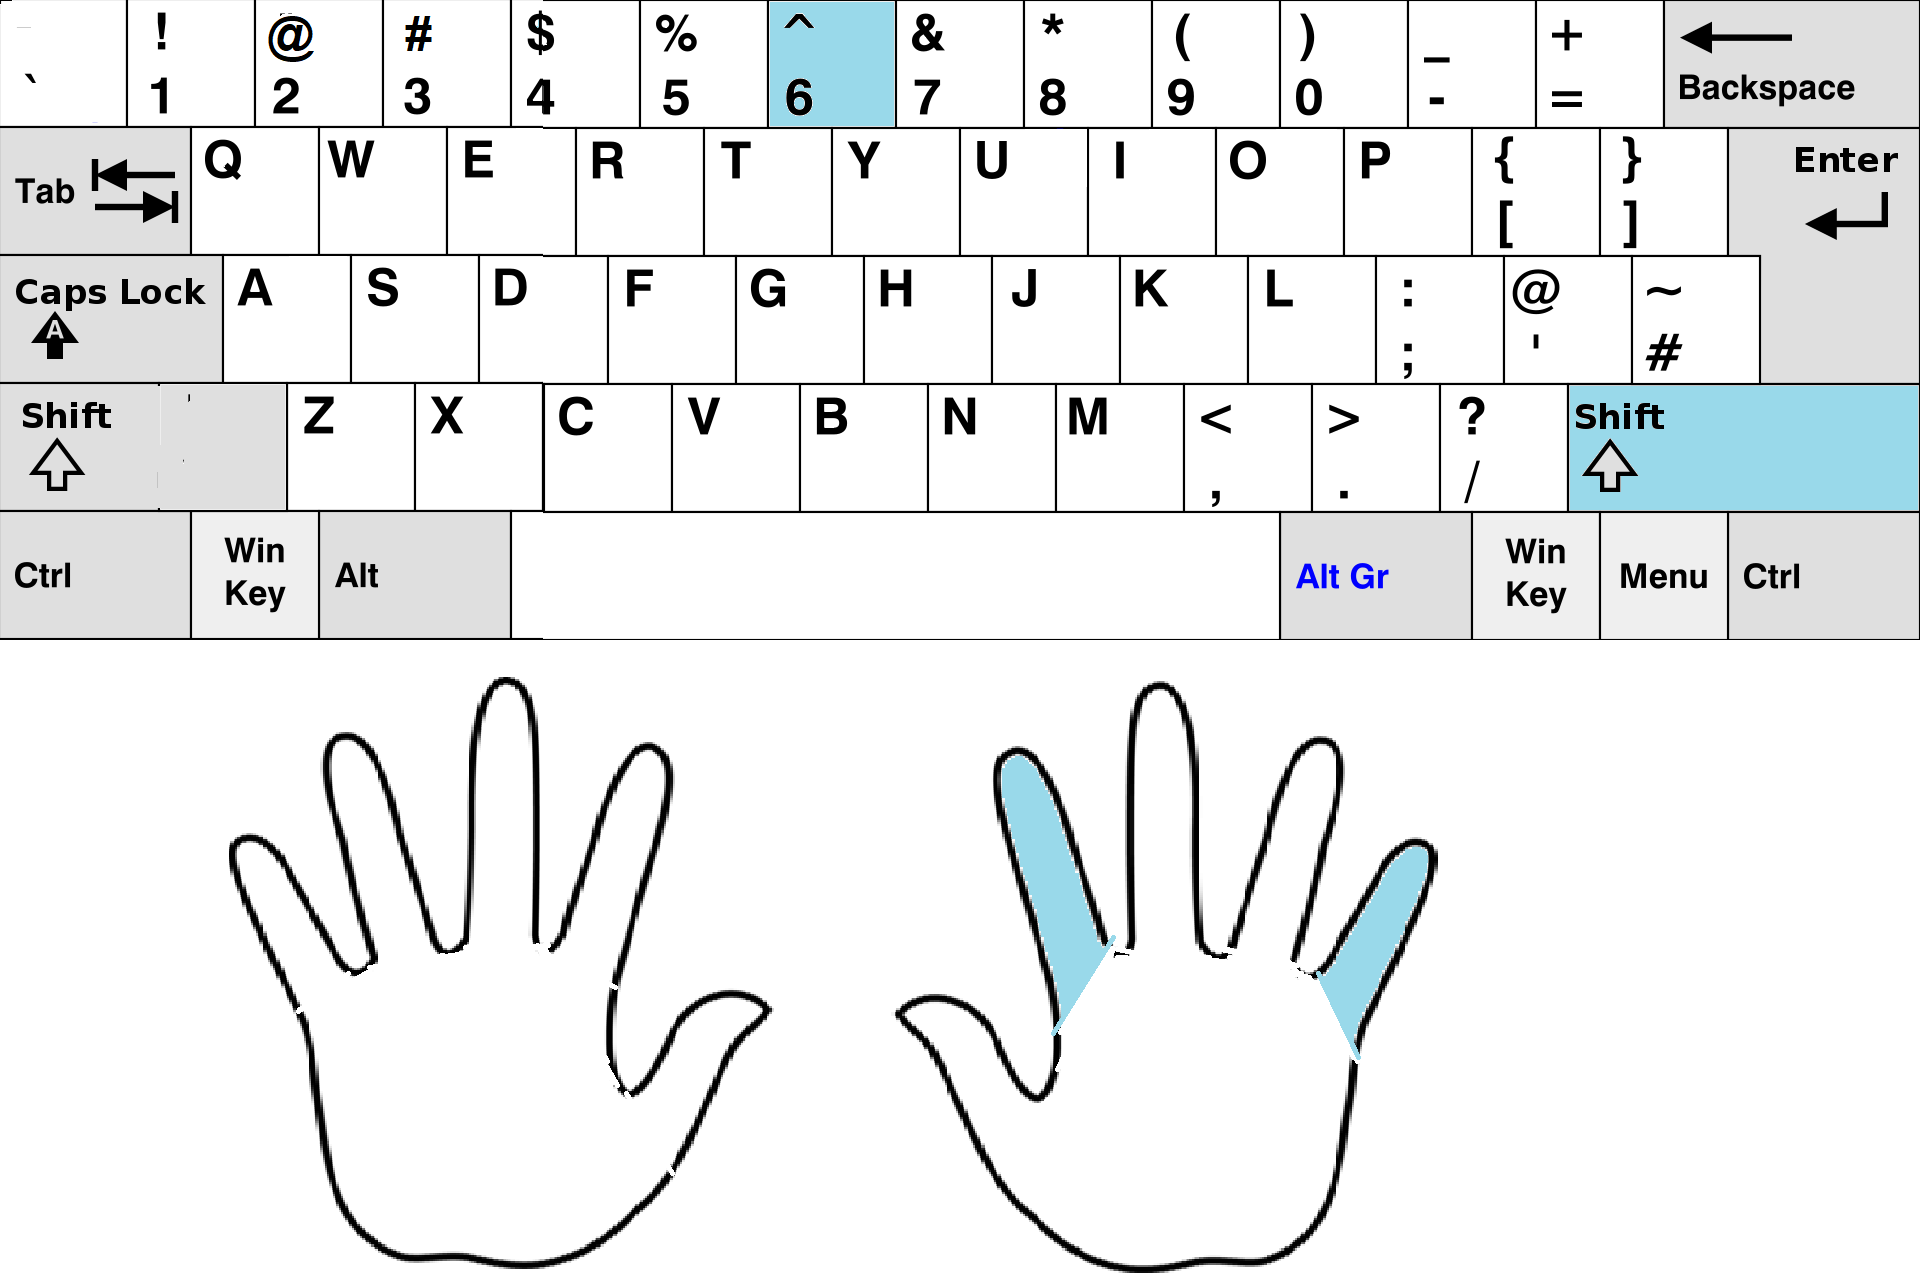 ! @ # $ % ^ & * ( ) _ +
` 1 2 3 4 5 6 7 8 9 0 - = Backspace
Tab Q W E R T Y U I O P { } Enter
[ ]
Caps Lock A S D F G H J K L : @ ~
A ; ' #
Shift Z X C V B N M < > ? Shift
, . /
Ctrl Win Key Alt Alt Gr Win Key Menu Ctrl